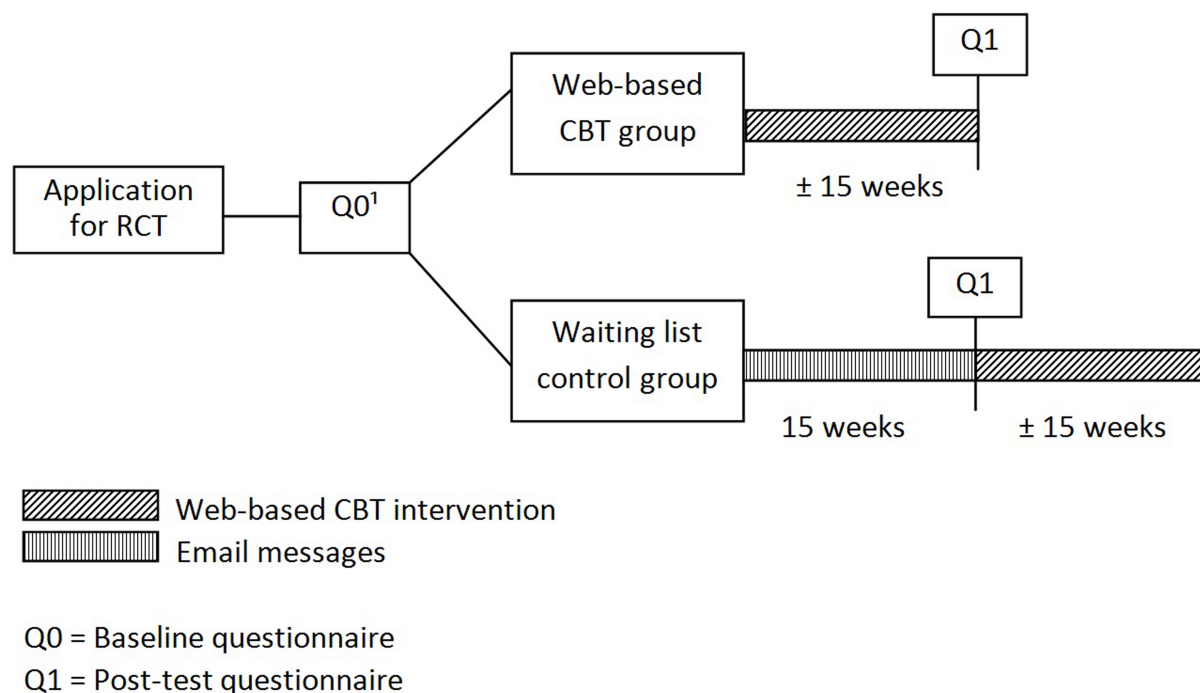 Application
for RCT
Q0¹
Web-based
CBT group
Q1
± 15 weeks
Waiting list
control group
Q1
15 weeks
± 15 weeks
Web-based CBT intervention
Email messages
Q0 = Baseline questionnaire
Q1 = Post-test questionnaire